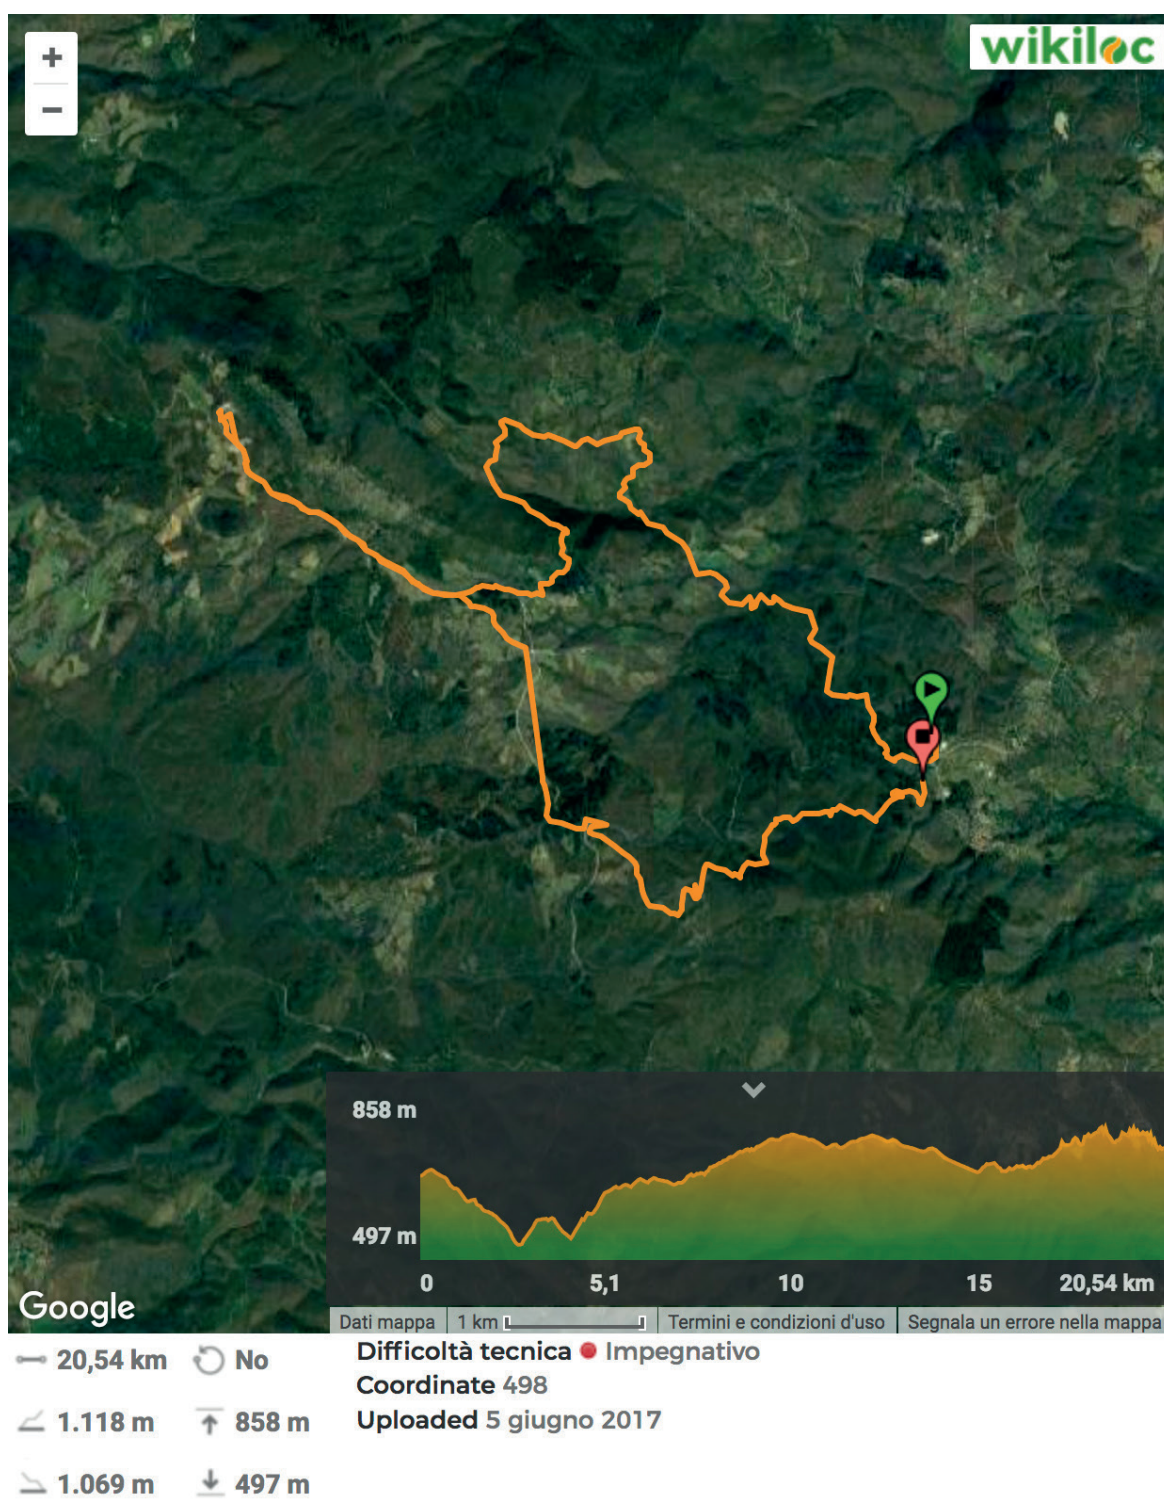 +
wikiloc
−
858 m
497 m
0 5,1 10 15 20,54 km
Google
Dati mappa 1 km Termini e condizioni d'uso Segnala un errore nella mappa
20,54 km No
Difficoltà tecnica Impegnativo
Coordinate 498
1.118 m 858 m
Uploaded 5 giugno 2017
1.069 m 497 m